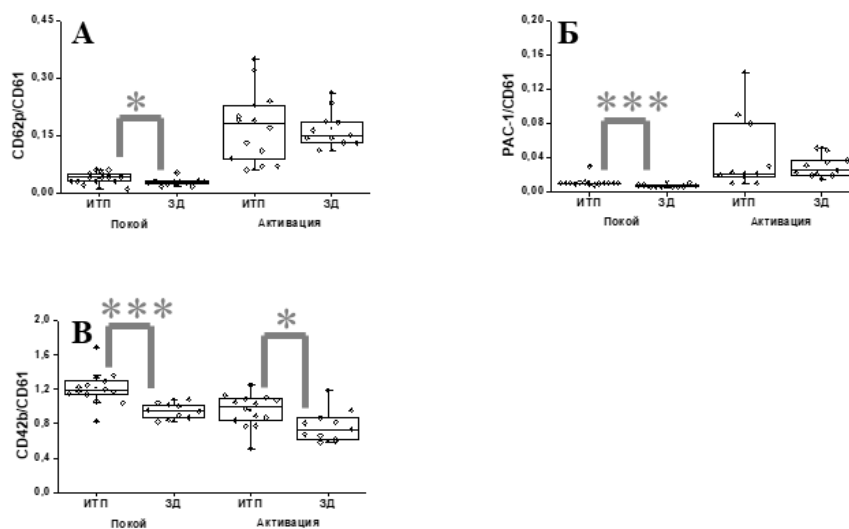 А
CD62p/CD61
0,45
0,30
0,15
0,00
*
ИТП ЗД ИТП ЗД
Покой Активация
Б
PAC-1/CD61
0,20
0,16
0,12
0,08
0,04
0,00
***
ИТП ЗД ИТП ЗД
Покой Активация
В
CD42b/CD61
2,0
1,6
1,2
0,8
0,4
0,0
***
*
ИТП ЗД ИТП ЗД
Покой Активация